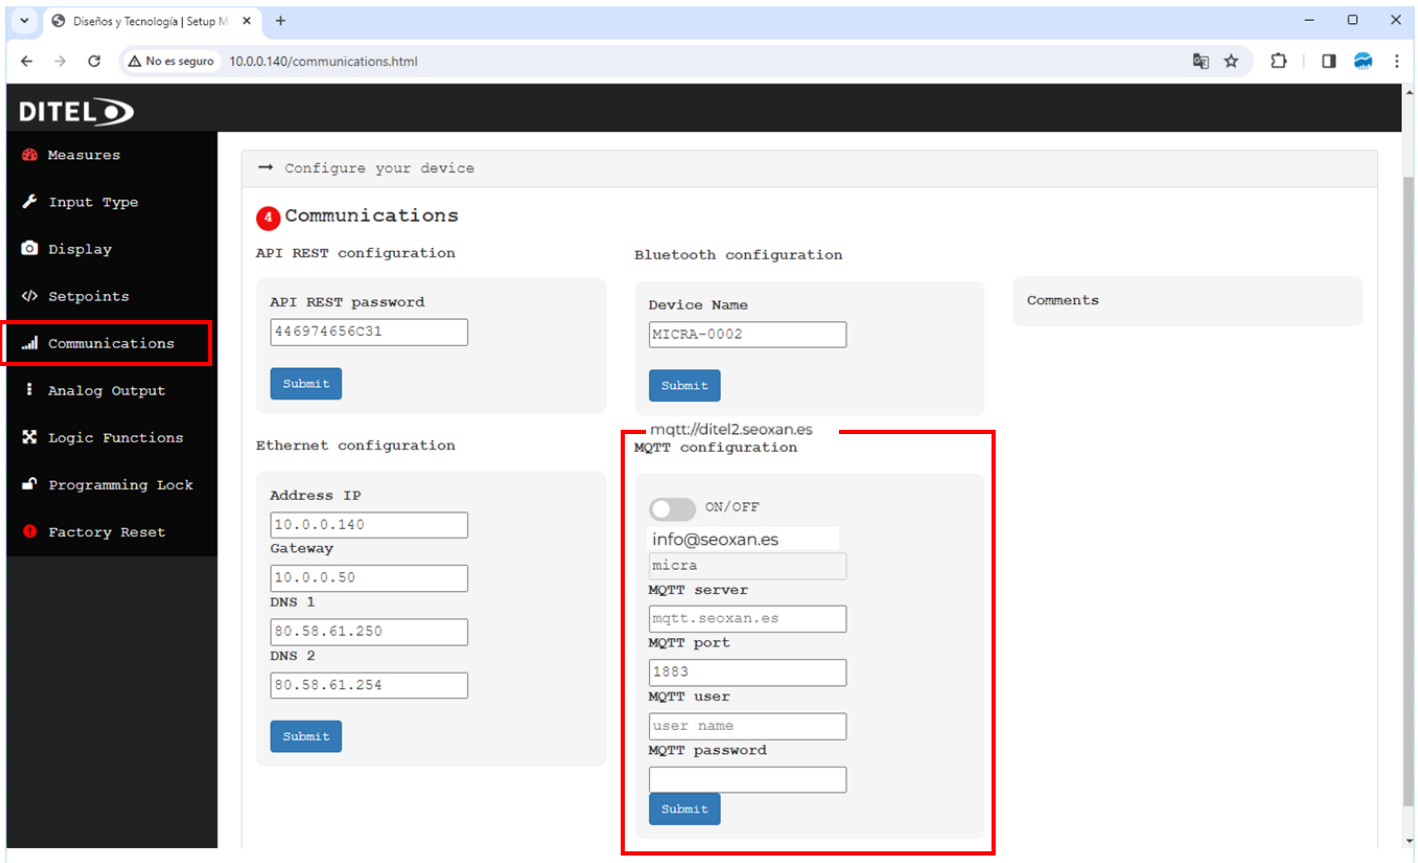 Diseños y Tecnología | Setup M
No es seguro
10.0.0.140/communications.html
DITEL
Measures
Input Type
Display
Setpoints
Communications
Analog Output
Logic Functions
Programming Lock
Factory Reset
→ Configure your device
4 Communications
API REST configuration
API REST password
446974656C31
Submit
Bluetooth configuration
Device Name
MICRA-0002
Submit
Comments
Ethernet configuration
Address IP
10.0.0.140
Gateway
10.0.0.50
DNS 1
80.58.61.250
DNS 2
80.58.61.254
Submit
mqtt://ditel2.seoxan.es
MQTT configuration
ON/OFF
info@seoxan.es
micra
MQTT server
mqtt.seoxan.es
MQTT port
1883
MQTT user
user name
MQTT password
Submit